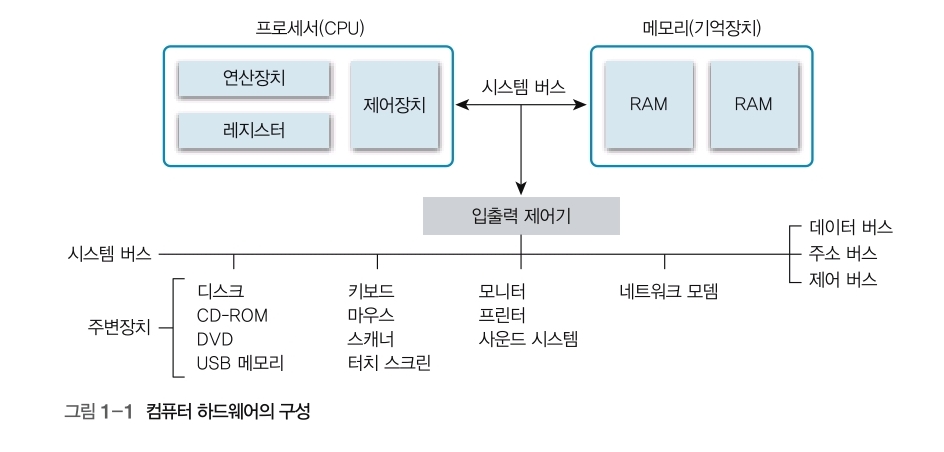 프로세서(CPU)
메모리(기억장치)
연산장치
레지스터
제어장치
시스템 버스
RAM
RAM
입출력 제어기
시스템 버스
데이터 버스
주소 버스
제어 버스
주변장치
디스크
CD-ROM
DVD
USB 메모리
키보드
마우스
스캐너
터치 스크린
모니터
프린터
사운드 시스템
네트워크 모뎀
그림 1-1 컴퓨터 하드웨어의 구성